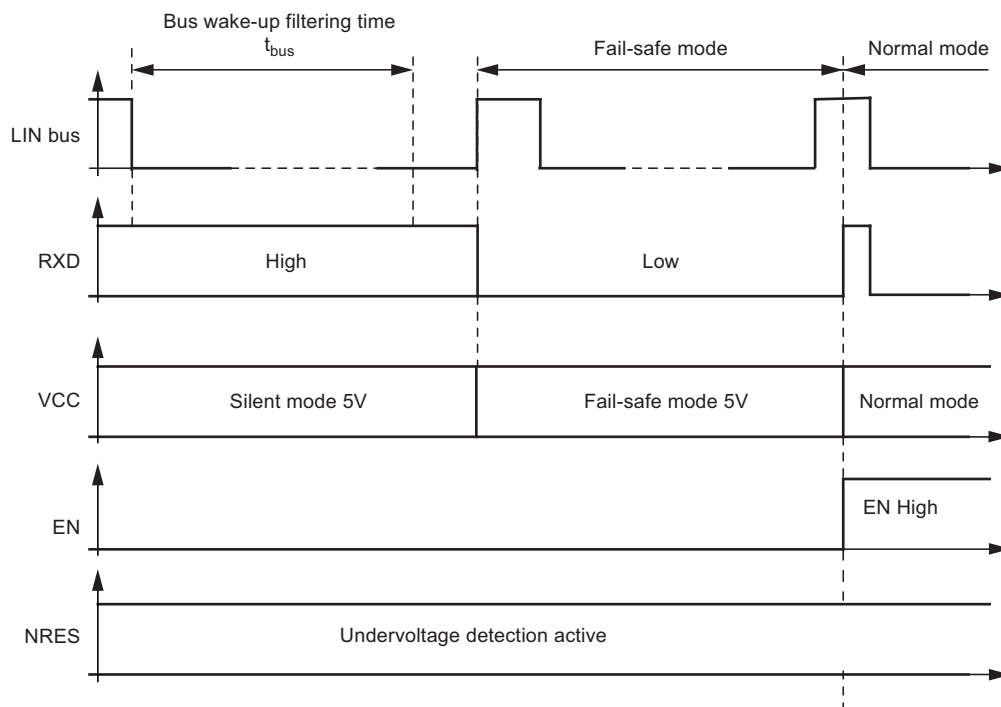 Bus wake-up filtering time
tbus
Fail-safe mode
Normal mode
LIN bus
RXD
High
Low
VCC
Silent mode 5V
Fail-safe mode 5V
Normal mode
EN
EN High
NRES
Undervoltage detection active